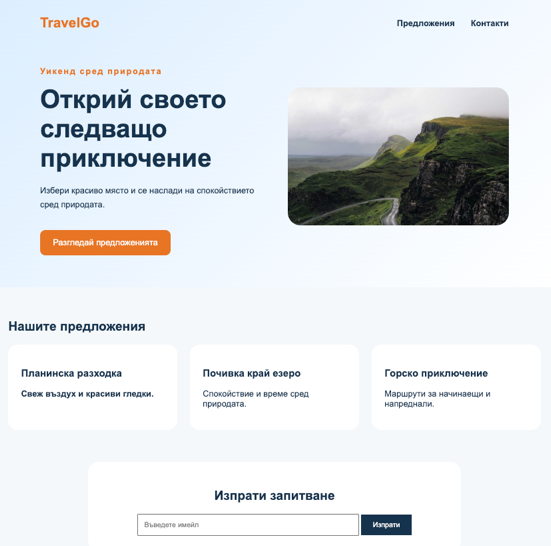 TravelGo
Предложения Контакти
Уикенд сред природата
Открий своето
следващо
приключение
Избери красиво място и се наслади на спокойствието
сред природата.
Разгледай предложенията
Нашите предложения
Планинска разходка
Свеж въздух и красиви гледки.
Почивка край езеро
Спокойствие и време сред
природата.
Горско приключение
Маршрути за начинаещи и
напреднали.
Изпрати запитване
Въведете имейл
Изпрати